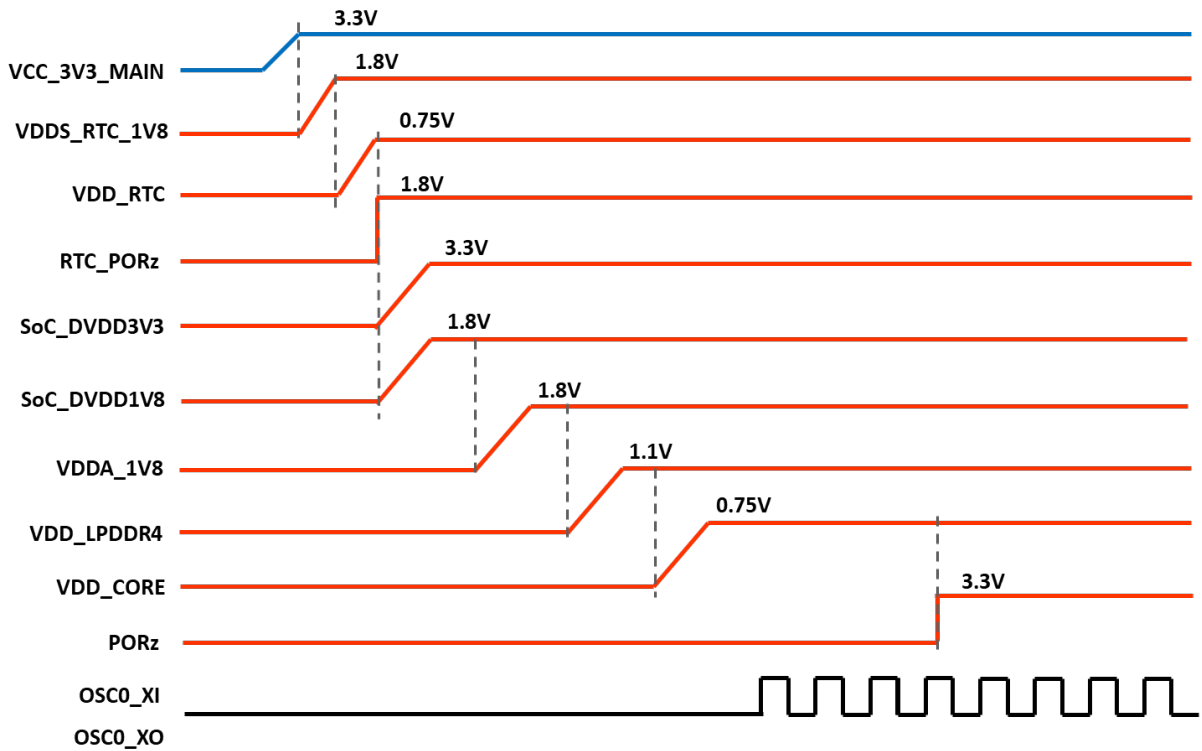 3.3V
VCC_3V3_MAIN
1.8V
VDDS_RTC_1V8
0.75V
VDD_RTC
1.8V
RTC_PORz
3.3V
SoC_DVDD3V3
1.8V
SoC_DVDD1V8
1.8V
VDDA_1V8
1.1V
VDD_LPDDR4
0.75V
VDD_CORE
3.3V
PORz
OSC0_XI
OSC0_XO